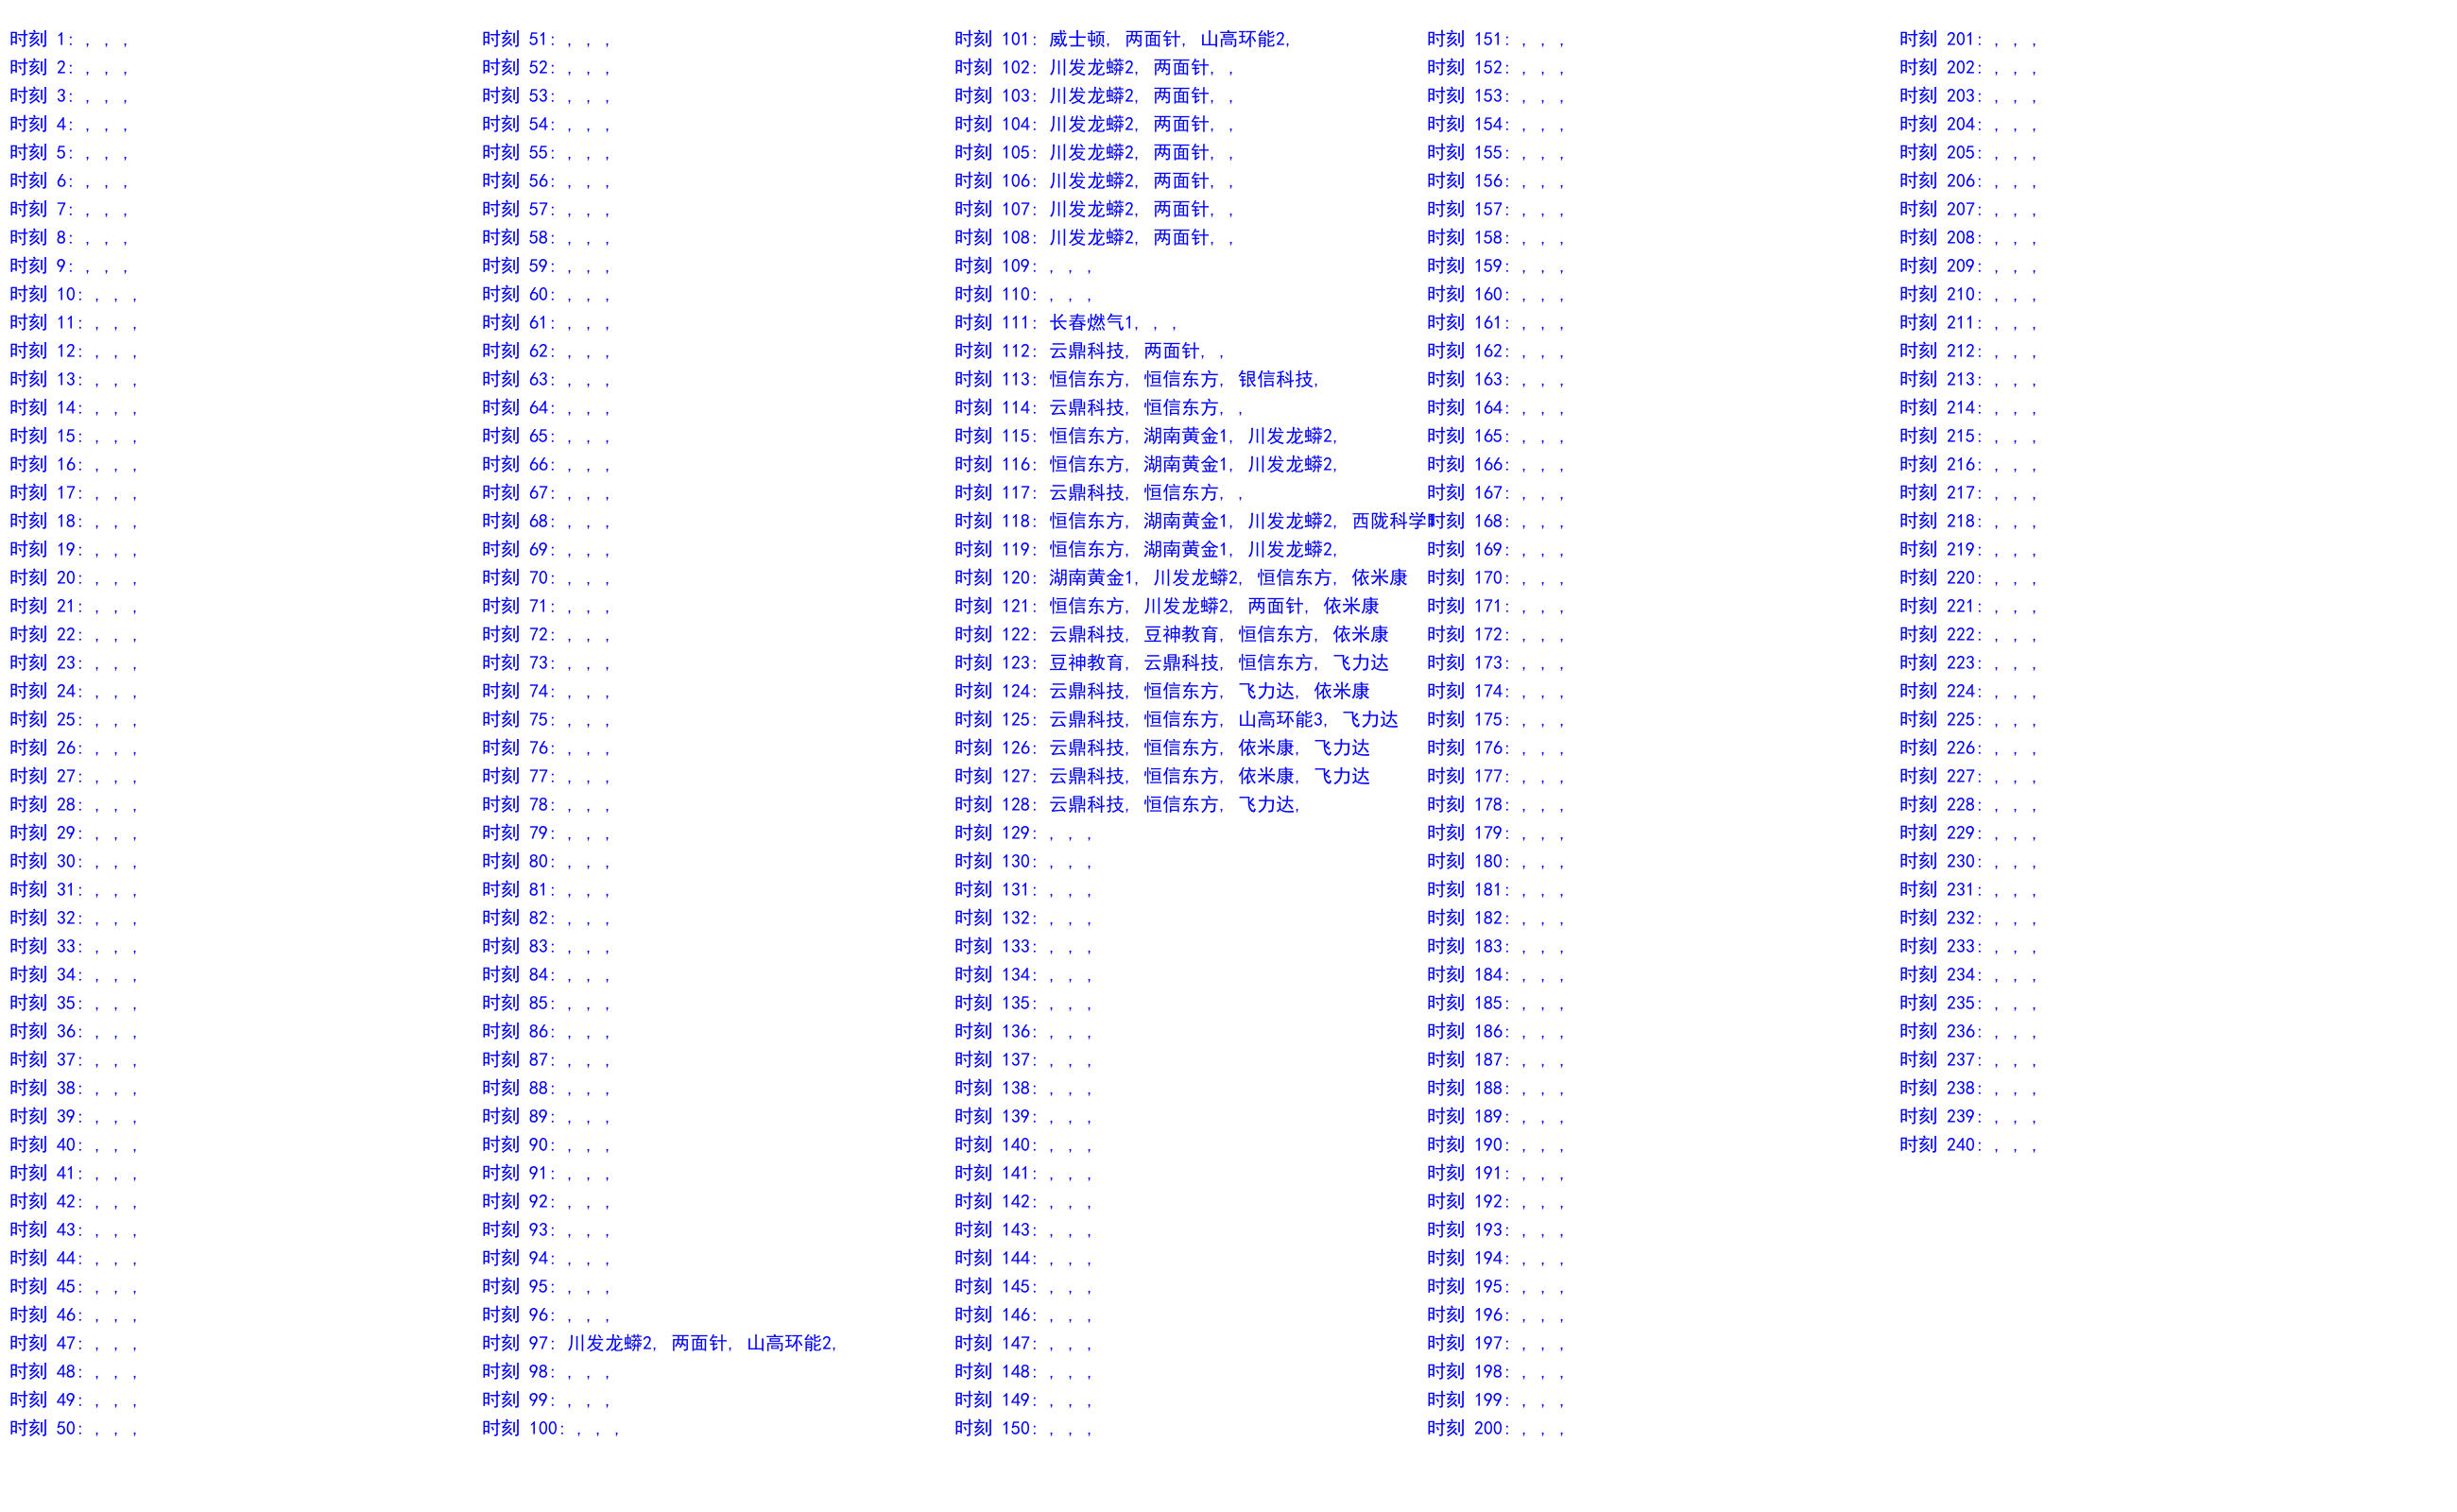 时刻 1: , , ,
时刻 2: , , ,
时刻 3: , , ,
时刻 4: , , ,
时刻 5: , , ,
时刻 6: , , ,
时刻 7: , , ,
时刻 8: , , ,
时刻 9: , , ,
时刻 10: , , ,
时刻 11: , , ,
时刻 12: , , ,
时刻 13: , , ,
时刻 14: , , ,
时刻 15: , , ,
时刻 16: , , ,
时刻 17: , , ,
时刻 18: , , ,
时刻 19: , , ,
时刻 20: , , ,
时刻 21: , , ,
时刻 22: , , ,
时刻 23: , , ,
时刻 24: , , ,
时刻 25: , , ,
时刻 26: , , ,
时刻 27: , , ,
时刻 28: , , ,
时刻 29: , , ,
时刻 30: , , ,
时刻 31: , , ,
时刻 32: , , ,
时刻 33: , , ,
时刻 34: , , ,
时刻 35: , , ,
时刻 36: , , ,
时刻 37: , , ,
时刻 38: , , ,
时刻 39: , , ,
时刻 40: , , ,
时刻 41: , , ,
时刻 42: , , ,
时刻 43: , , ,
时刻 44: , , ,
时刻 45: , , ,
时刻 46: , , ,
时刻 47: , , ,
时刻 48: , , ,
时刻 49: , , ,
时刻 50: , , ,
时刻 51: , , ,
时刻 52: , , ,
时刻 53: , , ,
时刻 54: , , ,
时刻 55: , , ,
时刻 56: , , ,
时刻 57: , , ,
时刻 58: , , ,
时刻 59: , , ,
时刻 60: , , ,
时刻 61: , , ,
时刻 62: , , ,
时刻 63: , , ,
时刻 64: , , ,
时刻 65: , , ,
时刻 66: , , ,
时刻 67: , , ,
时刻 68: , , ,
时刻 69: , , ,
时刻 70: , , ,
时刻 71: , , ,
时刻 72: , , ,
时刻 73: , , ,
时刻 74: , , ,
时刻 75: , , ,
时刻 76: , , ,
时刻 77: , , ,
时刻 78: , , ,
时刻 79: , , ,
时刻 80: , , ,
时刻 81: , , ,
时刻 82: , , ,
时刻 83: , , ,
时刻 84: , , ,
时刻 85: , , ,
时刻 86: , , ,
时刻 87: , , ,
时刻 88: , , ,
时刻 89: , , ,
时刻 90: , , ,
时刻 91: , , ,
时刻 92: , , ,
时刻 93: , , ,
时刻 94: , , ,
时刻 95: , , ,
时刻 96: , , ,
时刻 97: 川发龙蟒2, 两面针, 山高环能2,
时刻 98: , , ,
时刻 99: , , ,
时刻 100: , , ,
时刻 101: 威士顿, 两面针, 山高环能2,
时刻 102: 川发龙蟒2, 两面针, ,
时刻 103: 川发龙蟒2, 两面针, ,
时刻 104: 川发龙蟒2, 两面针, ,
时刻 105: 川发龙蟒2, 两面针, ,
时刻 106: 川发龙蟒2, 两面针, ,
时刻 107: 川发龙蟒2, 两面针, ,
时刻 108: 川发龙蟒2, 两面针, ,
时刻 109: , , ,
时刻 110: , , ,
时刻 111: 长春燃气1, , ,
时刻 112: 云鼎科技, 两面针, ,
时刻 113: 恒信东方, 恒信东方, 银信科技,
时刻 114: 云鼎科技, 恒信东方, ,
时刻 115: 恒信东方, 湖南黄金1, 川发龙蟒2,
时刻 116: 恒信东方, 湖南黄金1, 川发龙蟒2,
时刻 117: 云鼎科技, 恒信东方, ,
时刻 118: 恒信东方, 湖南黄金1, 川发龙蟒2, 西陇科学
时刻 119: 恒信东方, 湖南黄金1, 川发龙蟒2,
时刻 120: 湖南黄金1, 川发龙蟒2, 恒信东方, 依米康
时刻 121: 恒信东方, 川发龙蟒2, 两面针, 依米康
时刻 122: 云鼎科技, 豆神教育, 恒信东方, 依米康
时刻 123: 豆神教育, 云鼎科技, 恒信东方, 飞力达
时刻 124: 云鼎科技, 恒信东方, 飞力达, 依米康
时刻 125: 云鼎科技, 恒信东方, 山高环能3, 飞力达
时刻 126: 云鼎科技, 恒信东方, 依米康, 飞力达
时刻 127: 云鼎科技, 恒信东方, 依米康, 飞力达
时刻 128: 云鼎科技, 恒信东方, 飞力达,
时刻 129: , , ,
时刻 130: , , ,
时刻 131: , , ,
时刻 132: , , ,
时刻 133: , , ,
时刻 134: , , ,
时刻 135: , , ,
时刻 136: , , ,
时刻 137: , , ,
时刻 138: , , ,
时刻 139: , , ,
时刻 140: , , ,
时刻 141: , , ,
时刻 142: , , ,
时刻 143: , , ,
时刻 144: , , ,
时刻 145: , , ,
时刻 146: , , ,
时刻 147: , , ,
时刻 148: , , ,
时刻 149: , , ,
时刻 150: , , ,
时刻 151: , , ,
时刻 152: , , ,
时刻 153: , , ,
时刻 154: , , ,
时刻 155: , , ,
时刻 156: , , ,
时刻 157: , , ,
时刻 158: , , ,
时刻 159: , , ,
时刻 160: , , ,
时刻 161: , , ,
时刻 162: , , ,
时刻 163: , , ,
时刻 164: , , ,
时刻 165: , , ,
时刻 166: , , ,
时刻 167: , , ,
时刻 168: , , ,
时刻 169: , , ,
时刻 170: , , ,
时刻 171: , , ,
时刻 172: , , ,
时刻 173: , , ,
时刻 174: , , ,
时刻 175: , , ,
时刻 176: , , ,
时刻 177: , , ,
时刻 178: , , ,
时刻 179: , , ,
时刻 180: , , ,
时刻 181: , , ,
时刻 182: , , ,
时刻 183: , , ,
时刻 184: , , ,
时刻 185: , , ,
时刻 186: , , ,
时刻 187: , , ,
时刻 188: , , ,
时刻 189: , , ,
时刻 190: , , ,
时刻 191: , , ,
时刻 192: , , ,
时刻 193: , , ,
时刻 194: , , ,
时刻 195: , , ,
时刻 196: , , ,
时刻 197: , , ,
时刻 198: , , ,
时刻 199: , , ,
时刻 200: , , ,
时刻 201: , , ,
时刻 202: , , ,
时刻 203: , , ,
时刻 204: , , ,
时刻 205: , , ,
时刻 206: , , ,
时刻 207: , , ,
时刻 208: , , ,
时刻 209: , , ,
时刻 210: , , ,
时刻 211: , , ,
时刻 212: , , ,
时刻 213: , , ,
时刻 214: , , ,
时刻 215: , , ,
时刻 216: , , ,
时刻 217: , , ,
时刻 218: , , ,
时刻 219: , , ,
时刻 220: , , ,
时刻 221: , , ,
时刻 222: , , ,
时刻 223: , , ,
时刻 224: , , ,
时刻 225: , , ,
时刻 226: , , ,
时刻 227: , , ,
时刻 228: , , ,
时刻 229: , , ,
时刻 230: , , ,
时刻 231: , , ,
时刻 232: , , ,
时刻 233: , , ,
时刻 234: , , ,
时刻 235: , , ,
时刻 236: , , ,
时刻 237: , , ,
时刻 238: , , ,
时刻 239: , , ,
时刻 240: , , ,